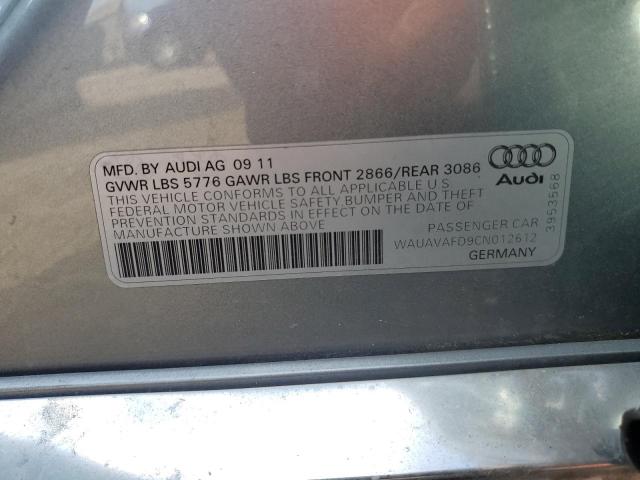 MFD. BY AUDI AG 09 11
GVWR LBS 5776 GAWR LBS FRONT 2866/REAR 3086
THIS VEHICLE CONFORMS TO ALL APPLICABLE U S
FEDERAL MOTOR VEHICLE SAFETY, BUMPER AND THEFT
PREVENTION STANDARDS IN EFFECT ON THE DATE OF
MANUFACTURE SHOWN ABOVE
PASSENGER CAR
WAUAVAFD9CN012612
GERMANY
Audi
3953568